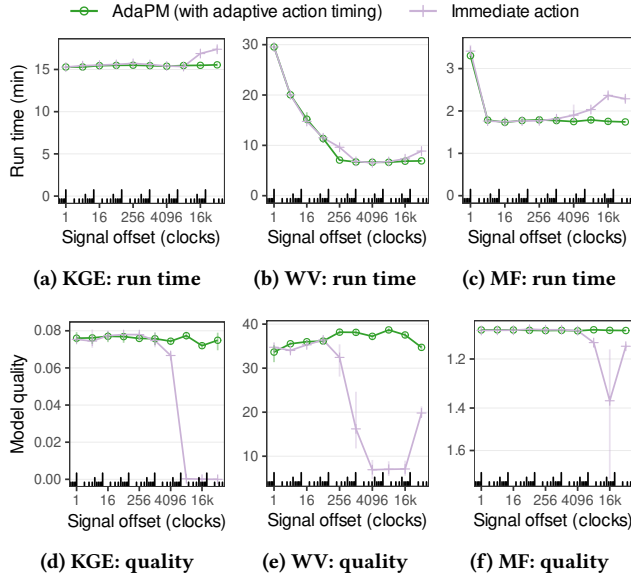 AdaPM (with adaptive action timing) Immediate action
Run time (min)
15
10
5
0
1 16 256 4096 16k
Signal offset (clocks)
(a) KGE: run time
30
20
10
0
1 16 256 4096 16k
Signal offset (clocks)
(b) WV: run time
3
2
1
0
1 16 256 4096 16k
Signal offset (clocks)
(c) MF: run time
Model quality
0.08
0.06
0.04
0.02
0.00
1 16 256 4096 16k
Signal offset (clocks)
(d) KGE: quality
40
30
20
10
1 16 256 4096 16k
Signal offset (clocks)
(e) WV: quality
1.2
1.4
1.6
1 16 256 4096 16k
Signal offset (clocks)
(f) MF: quality